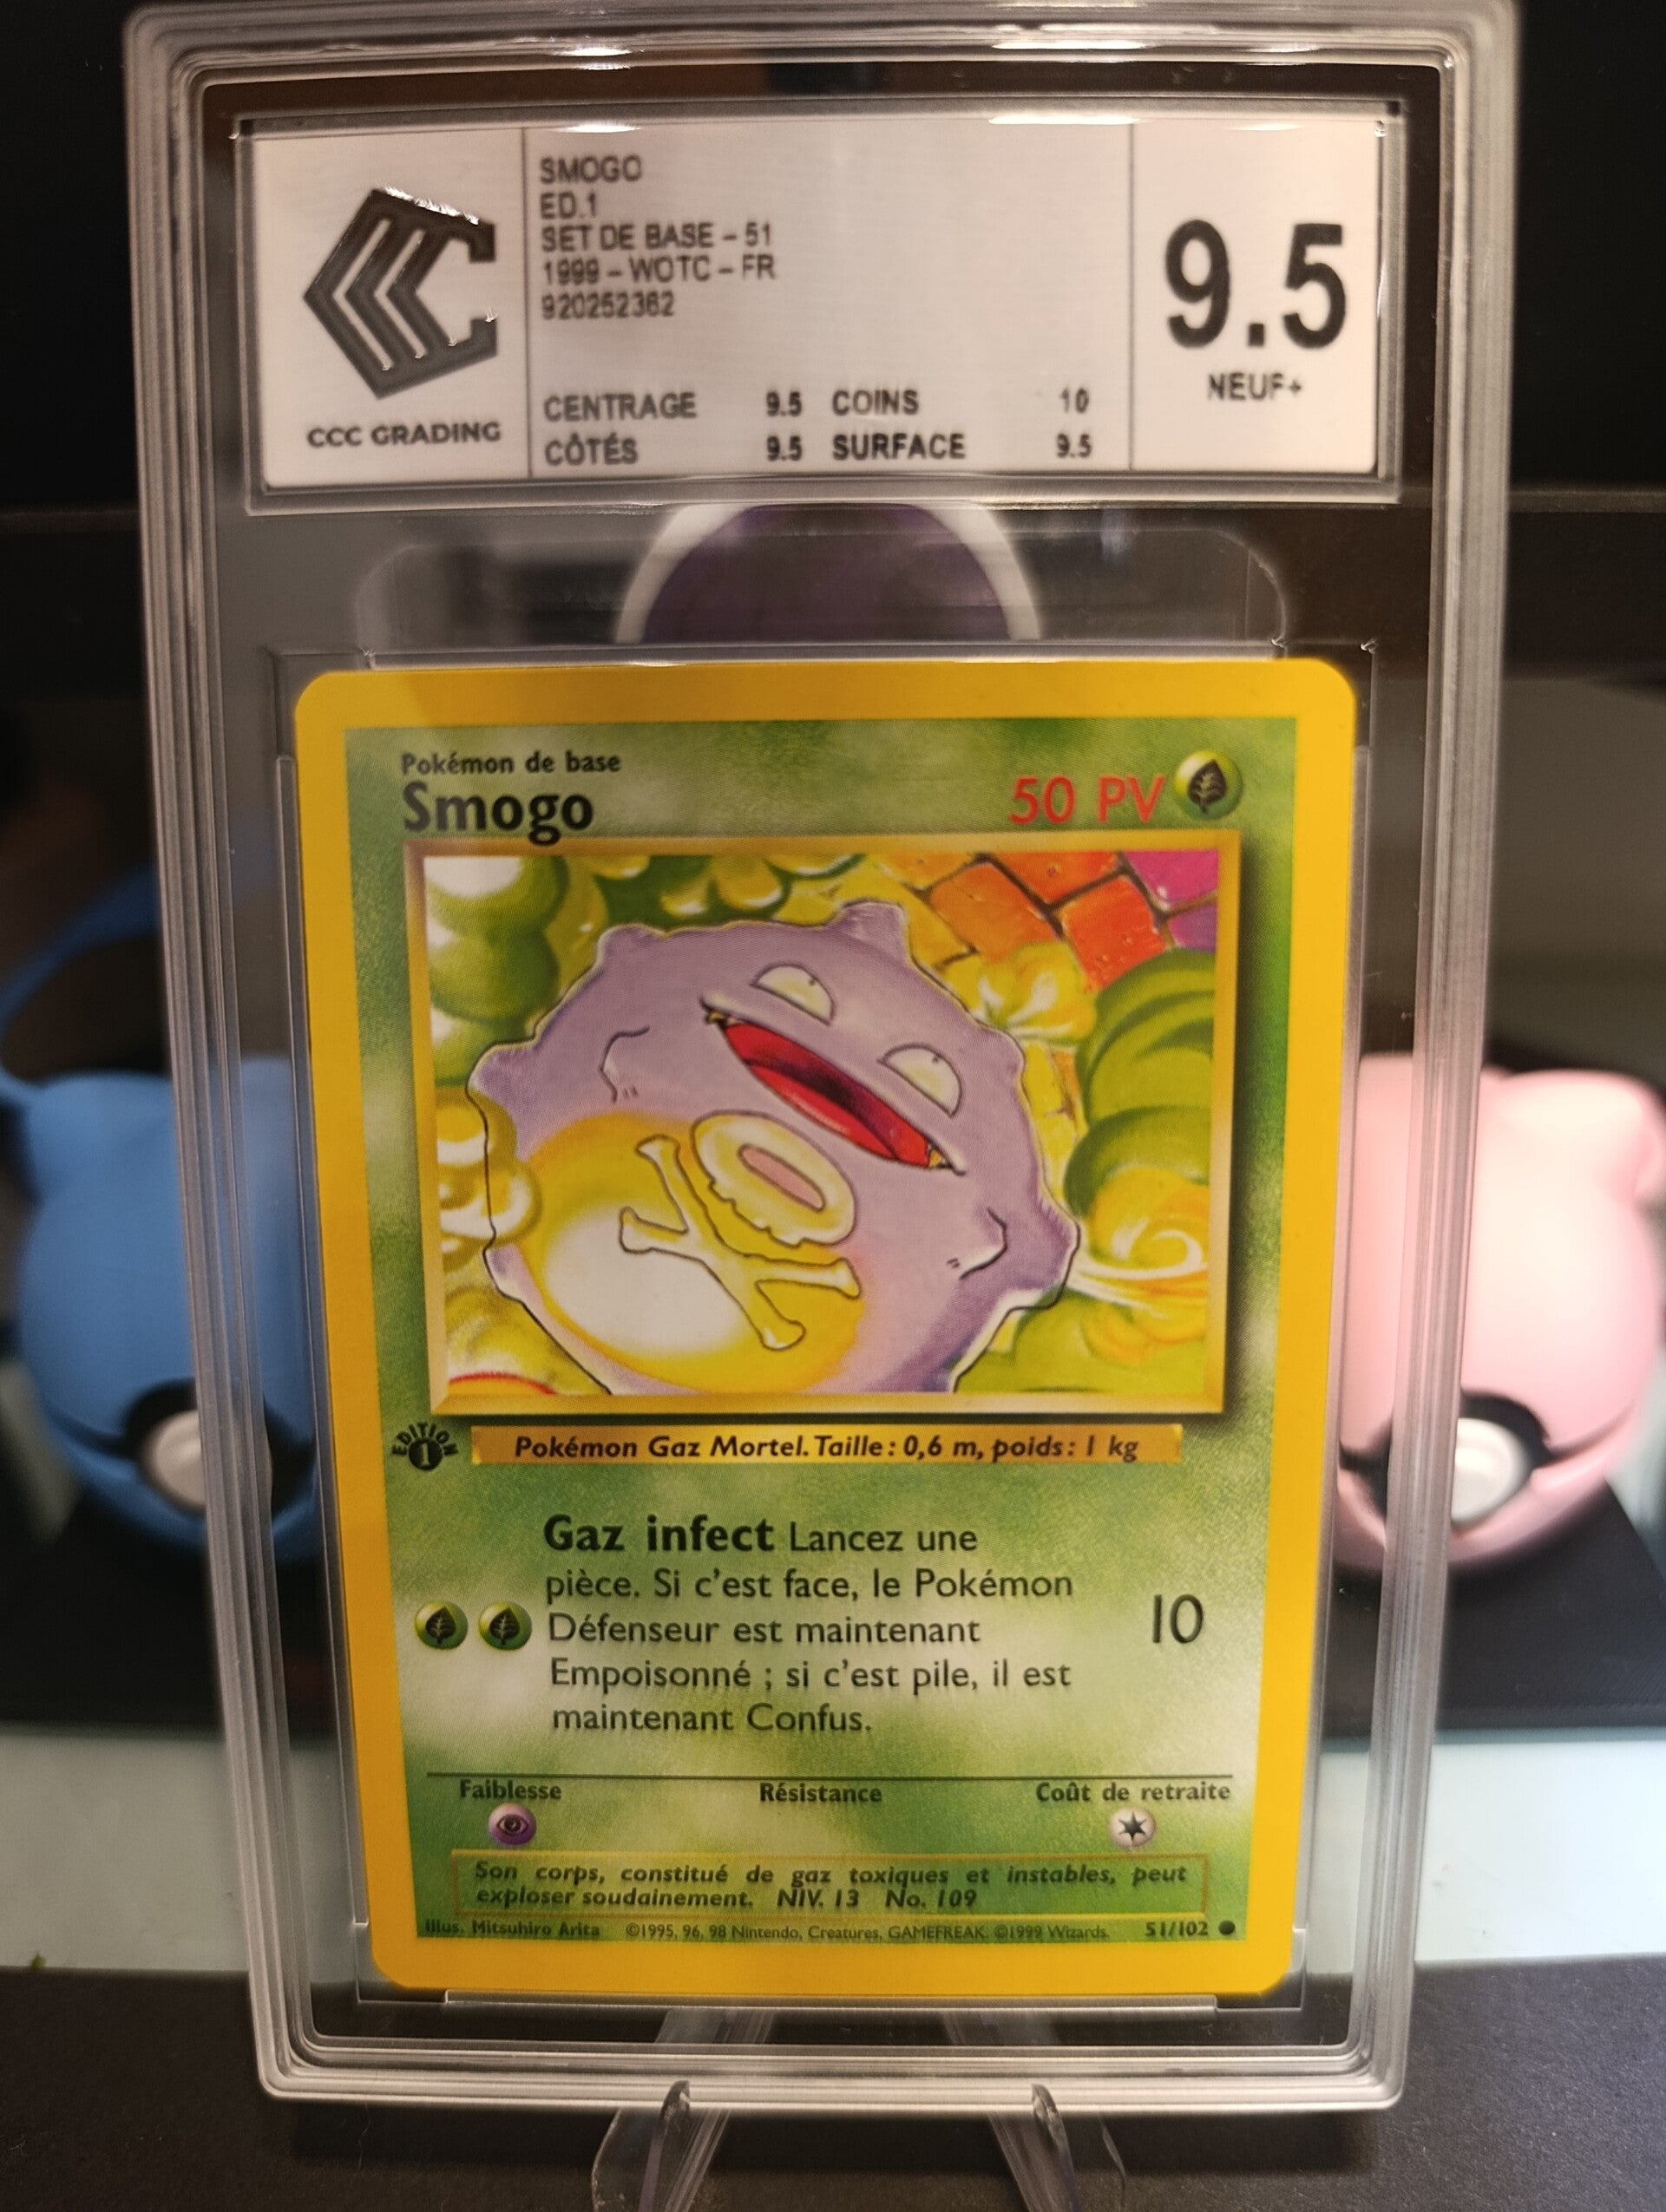 SMOGO
ED.1
SET DE BASE - 51
1999 - WOTC - FR
920252362
CENTRAGE 9.5 COINS 10
CÔTÉS 9.5 SURFACE 9.5
CCC GRADING
9.5
NEUF+
Pokémon de base
Smogo 50 PV
EDITION 1
Pokémon Gaz Mortel. Taille : 0,6 m, poids : 1 kg
Gaz infect Lancez une
pièce. Si c'est face, le Pokémon
Défenseur est maintenant
Empoisonné ; si c'est pile, il est
maintenant Confus.
10
Faiblesse Résistance Coût de retraite
Son corps, constitué de gaz toxiques et instables, peut
exploser soudainement. NIV. 13 No. 109
Illus. Mitsuhiro Arita ©1995, 96, 98 Nintendo, Creatures, GAMEFREAK. ©1999 Wizards. 51/102